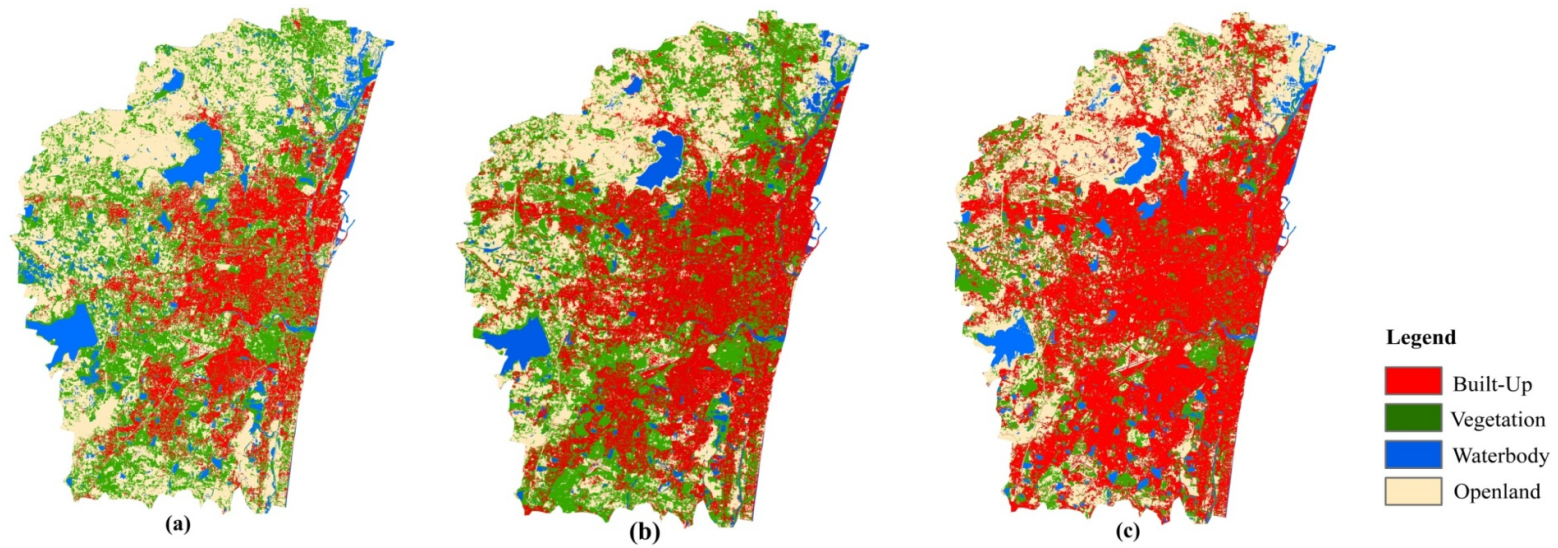 Legend
Built-Up
Vegetation
Waterbody
Openland
(a)
(b)
(c)